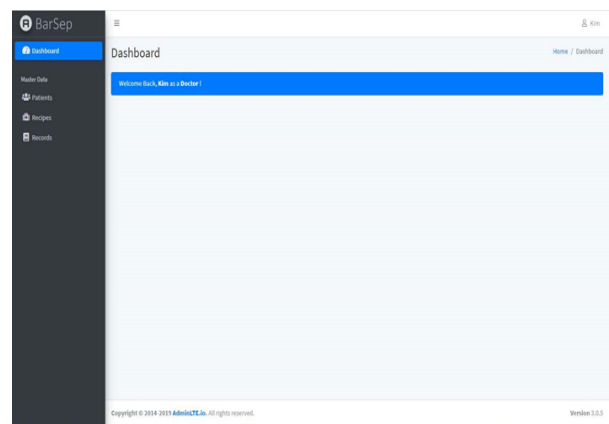 BarSep
Kim
Dashboard
Dashboard
Home / Dashboard
Master Data
Welcome Back, Kim as a Doctor !
Patients
Recipes
Records
Copyright © 2014-2019 AdminLTE.io. All rights reserved.
Version 3.0.5